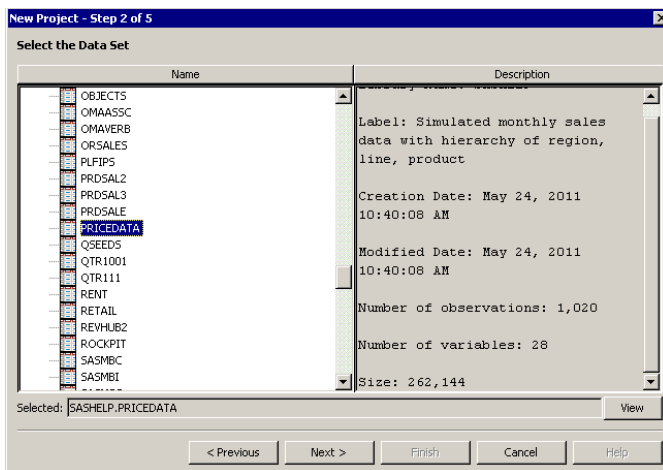 New Project - Step 2 of 5
Select the Data Set
Name
Description
OBJECTS
OMAASSC
OMAVERB
ORSALES
PLFIPS
PRDSAL2
PRDSAL3
PRDSALE
PRICEDATA
QSEEDS
QTR1001
QTR111
RENT
RETAIL
REVHUB2
ROCKPIT
SASMBC
SASMBI
Label: Simulated monthly sales
data with hierarchy of region,
line, product
Creation Date: May 24, 2011
10:40:08 AM
Modified Date: May 24, 2011
10:40:08 AM
Number of observations: 1,020
Number of variables: 28
Size: 262,144
Selected: SASHELP.PRICEDATA
View
< Previous
Next >
Finish
Cancel
Help